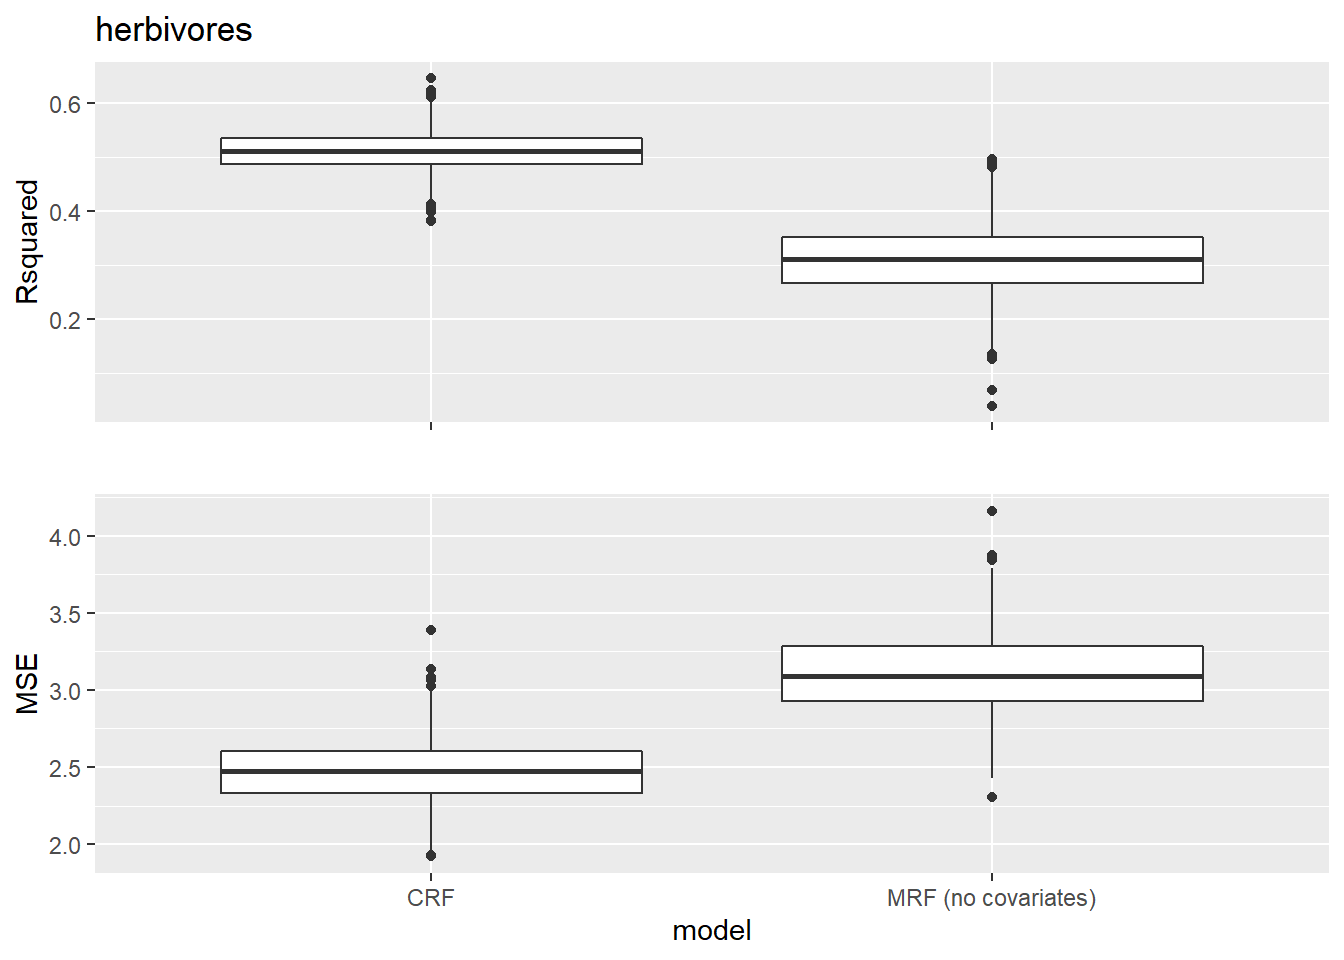 herbivores
Rsquared
0.6
0.4
0.2
MSE
4.0
3.5
3.0
2.5
2.0
CRF
MRF (no covariates)
model